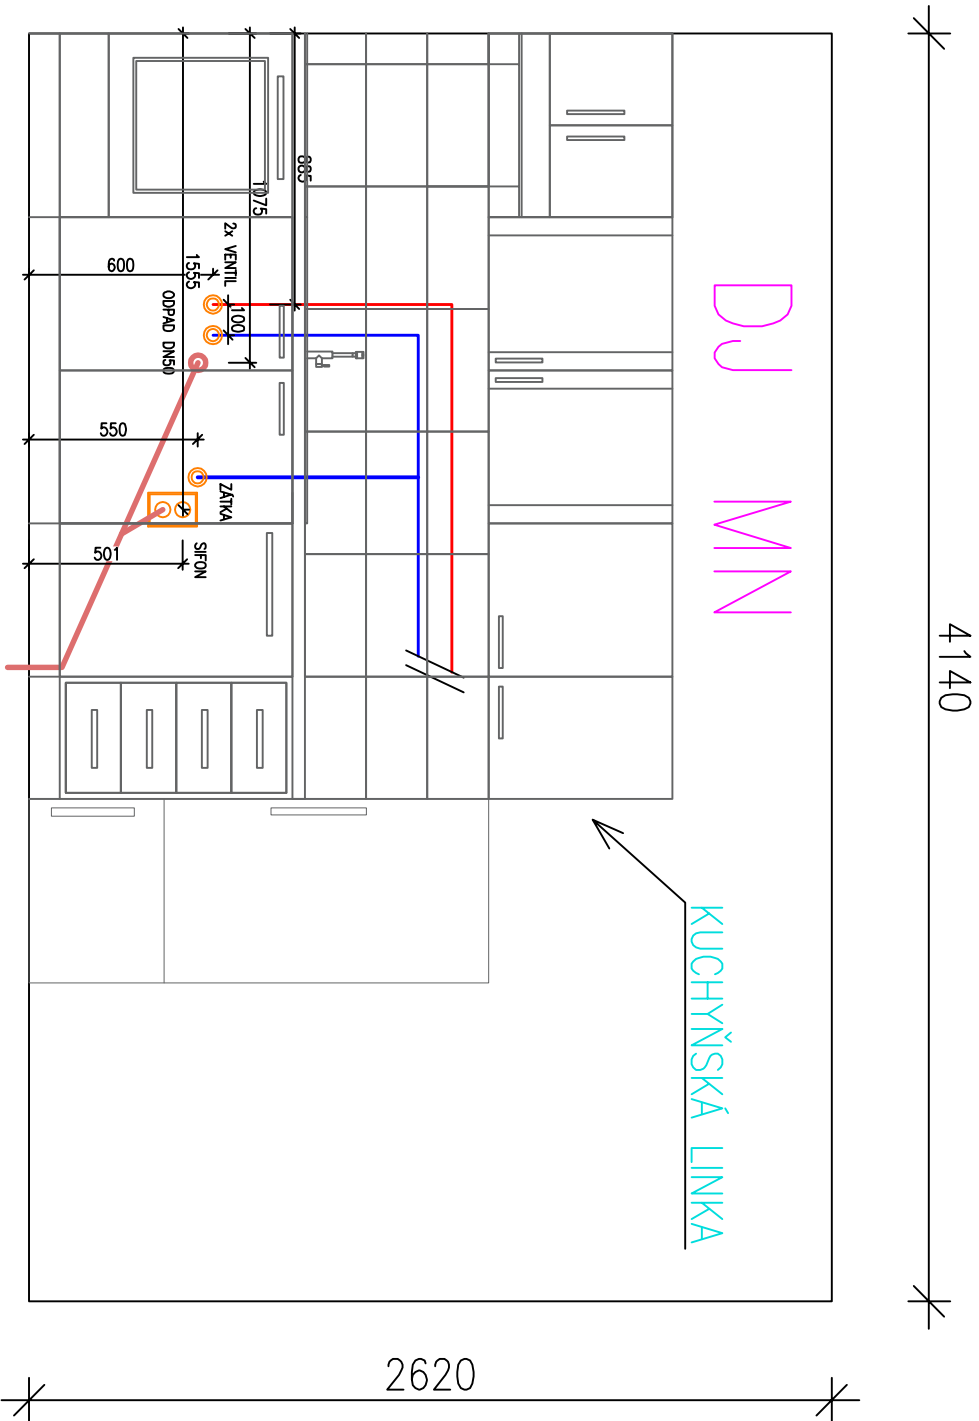 DJ MN
4140
KUCHYŇSKÁ LINKA
885
1075
2x VENTIL
1555
600
100
ODPAD DN50
550
ZÁTKA
SIFON
501
2620